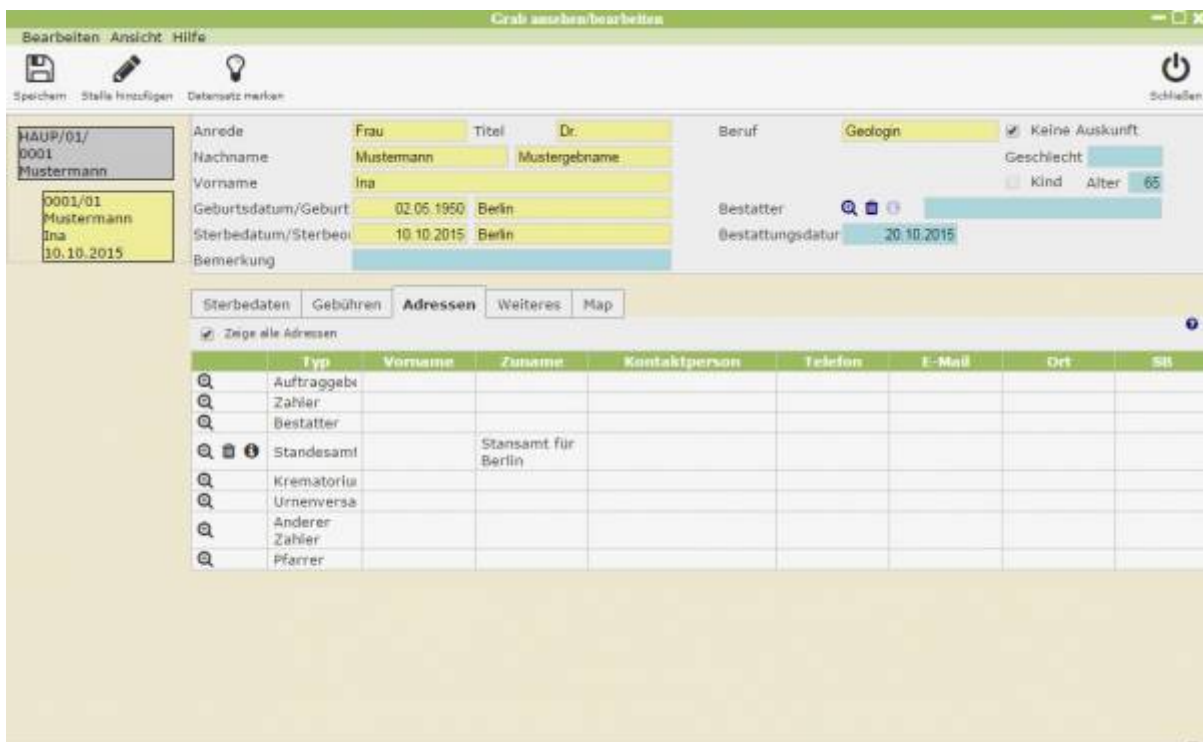 Grab ansehen/bearbeiten
Bearbeiten Ansicht Hilfe
Speichern Stelle hinzufügen Datensatz merken Schließen
HAUP/01/
0001
Mustermann
0001/01
Mustermann
Ina
10.10.2015
Anrede Frau Titel Dr. Beruf Geologin Keine Auskunft
Nachname Mustermann Mustergebname Geschlecht
Vorname Ina Kind Alter 65
Geburtsdatum/Geburt 02.05.1950 Berlin Bestatter
Sterbedatum/Sterbeo 10.10.2015 Berlin Bestattungsdatur 20.10.2015
Bemerkung
Sterbedaten Gebühren Adressen Weiteres Map
Zeige alle Adressen
Typ Vorname Zuname Kontaktperson Telefon E-Mail Ort SB
Auftraggebe
Zahler
Bestatter
Standesamt Stansamt für
Berlin
Krematoriu
Urnenversa
Anderer
Zahler
Pfarrer